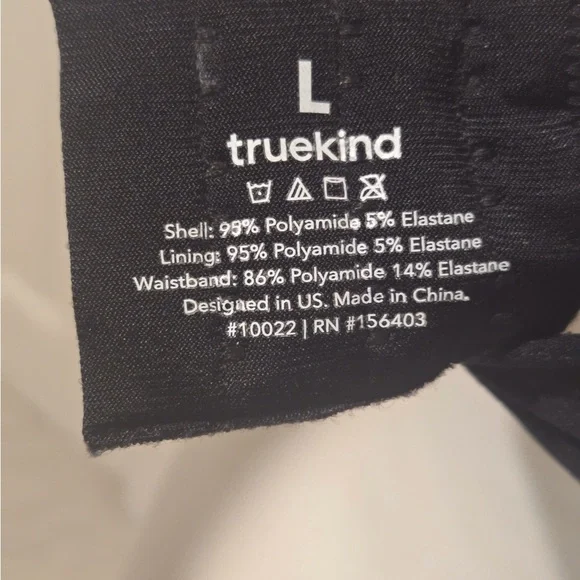 L
truekind
Shell: 95% Polyamide 5% Elastane
Lining: 95% Polyamide 5% Elastane
Waistband: 86% Polyamide 14% Elastane
Designed in US. Made in China.
#10022 | RN #156403